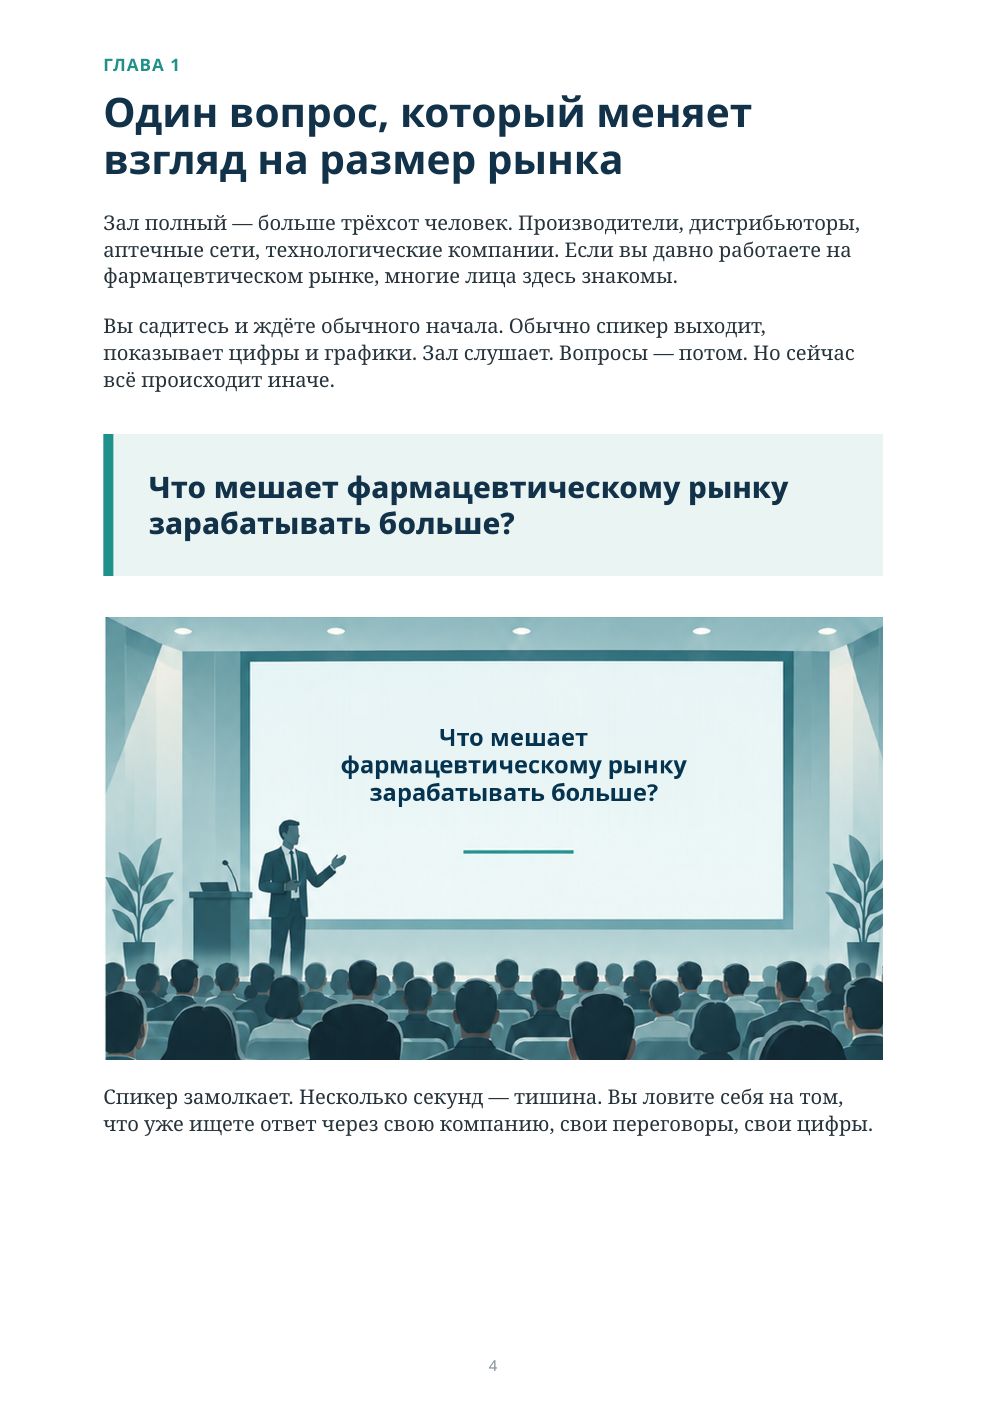 ГЛАВА 1
Один вопрос, который меняет
взгляд на размер рынка
Зал полный — больше трёхсот человек. Производители, дистрибьюторы,
аптечные сети, технологические компании. Если вы давно работаете на
фармацевтическом рынке, многие лица здесь знакомы.
Вы садитесь и ждёте обычного начала. Обычно спикер выходит,
показывает цифры и графики. Зал слушает. Вопросы — потом. Но сейчас
всё происходит иначе.
Что мешает фармацевтическому рынку
зарабатывать больше?
Что мешает
фармацевтическому рынку
зарабатывать больше?
Спикер замолкает. Несколько секунд — тишина. Вы ловите себя на том,
что уже ищете ответ через свою компанию, свои переговоры, свои цифры.
4